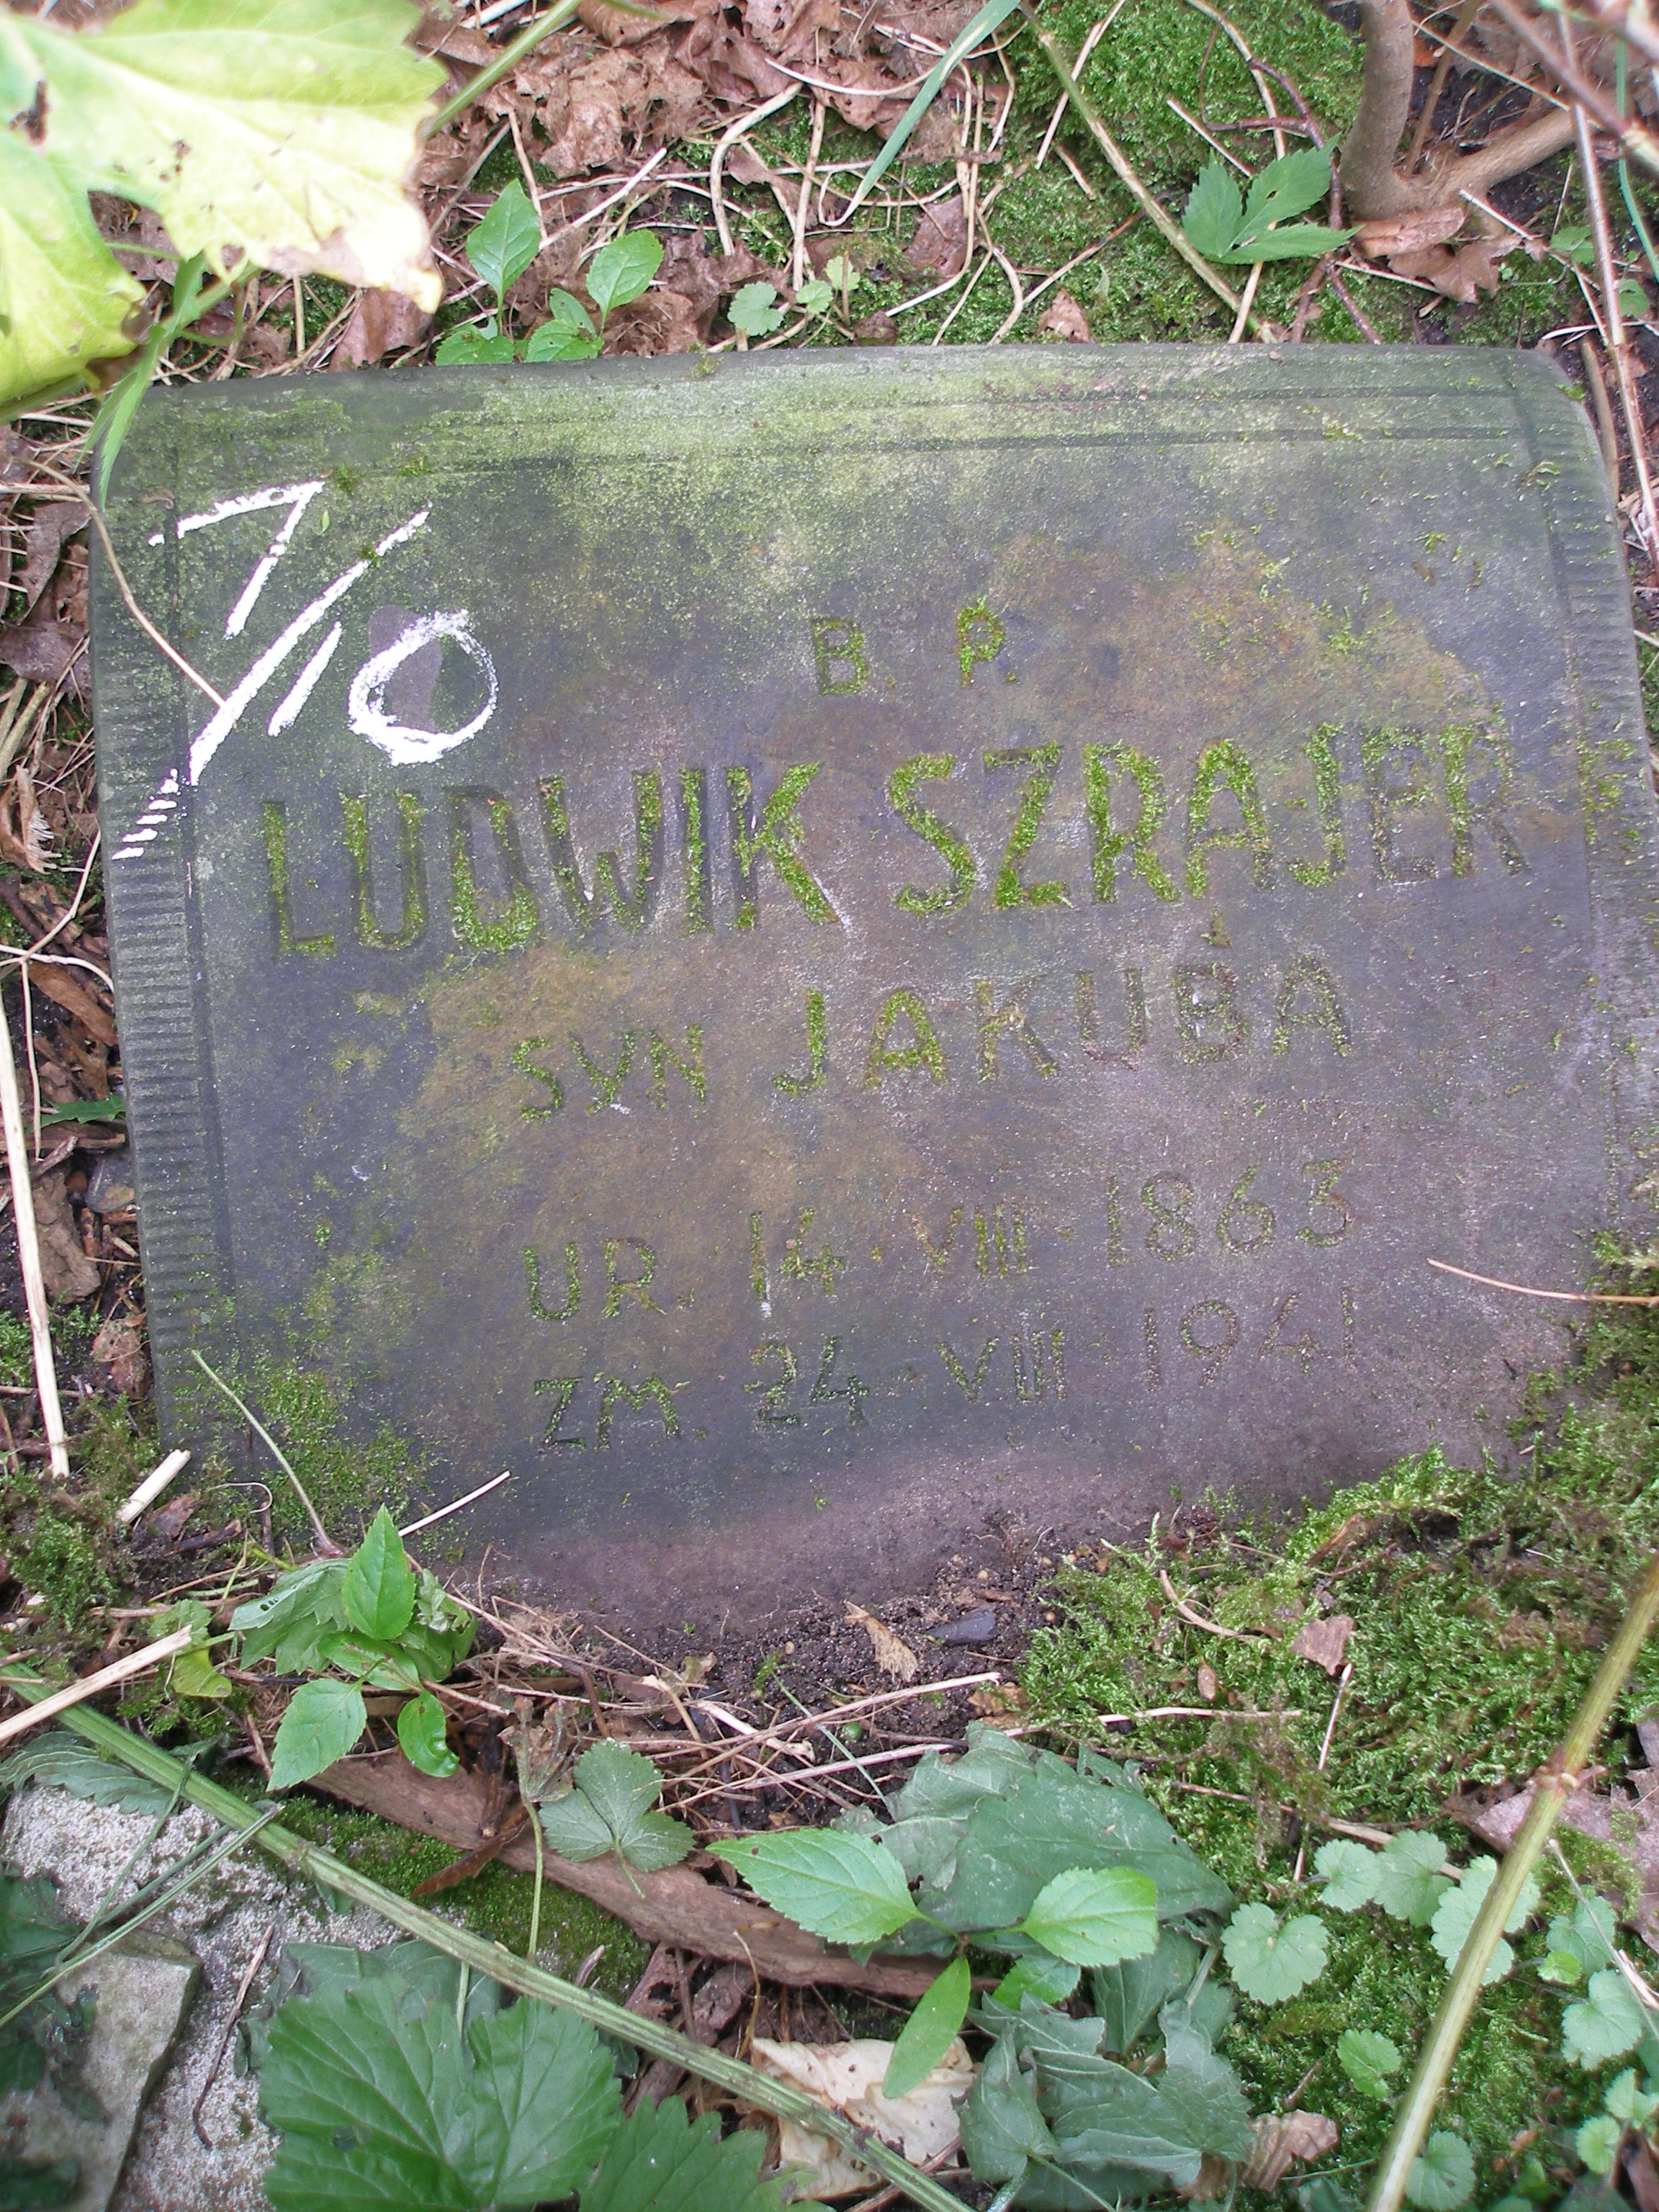 7/10
B. P.
LUDWIK SZRAJER
SYN JAKUBA
UR. 14 · VIII · 1863
ZM. 24 · VIII 1941